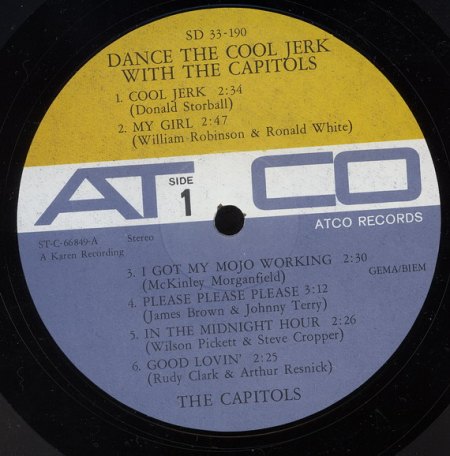 SD 33-190
DANCE THE COOL JERK
WITH THE CAPITOLS
1. COOL JERK 2:34
(Donald Storball)
2. MY GIRL 2:47
(William Robinson & Ronald White)
ATCO
SIDE
1
ATCO RECORDS
ST-C-66849-A Stereo
A Karen Recording
3. I GOT MY MOJO WORKING 2:30
(McKinley Morganfield)
GEMA/BIEM
4. PLEASE PLEASE PLEASE 3:12
(James Brown & Johnny Terry)
5. IN THE MIDNIGHT HOUR 2:26
(Wilson Pickett & Steve Cropper)
6. GOOD LOVIN' 2:25
(Rudy Clark & Arthur Resnick)
THE CAPITOLS